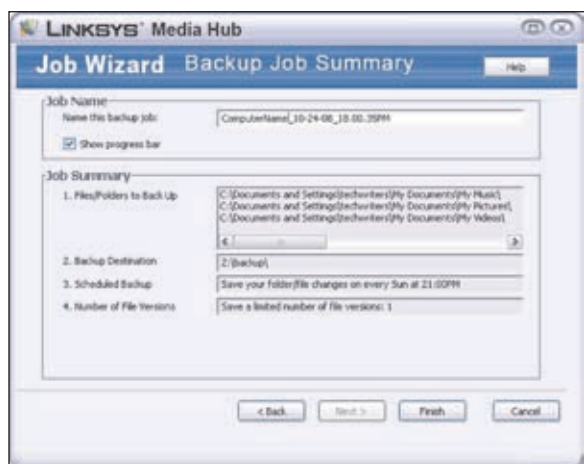 LINKSYS® Media Hub
Job Wizard Backup Job Summary
Help
Job Name
Name this backup job:
ComputerName_10-24-08_18.00.35PM
Show progress bar
Job Summary
1. Files/Folders to Back Up
C:\Documents and Settings\techwriters\My Documents\My Music\
C:\Documents and Settings\techwriters\My Documents\My Pictures\
C:\Documents and Settings\techwriters\My Documents\My Videos\
2. Backup Destination
Z:\backup\
3. Scheduled Backup
Save your folder/file changes on every Sun at 21:00PM
4. Number of File Versions
Save a limited number of file versions: 1
< Back
Next >
Finish
Cancel